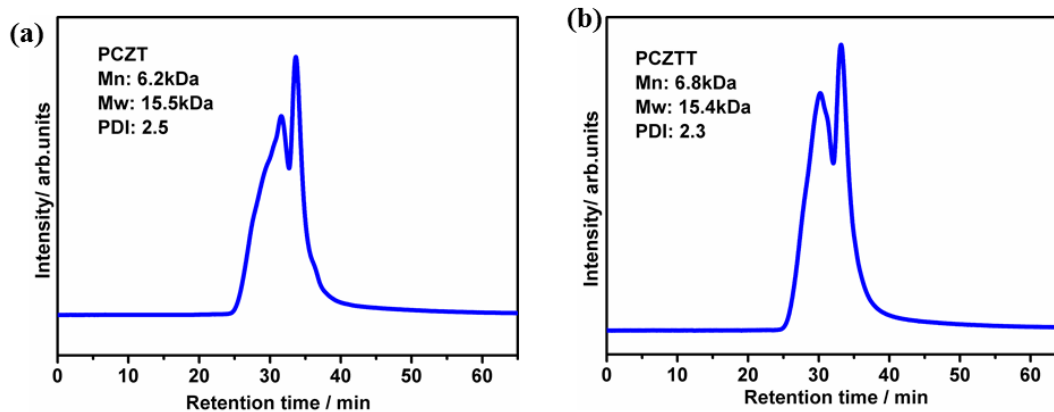 (a)
PCZT
Mn: 6.2kDa
Mw: 15.5kDa
PDI: 2.5
Intensity/ arb.units
0 10 20 30 40 50 60
Retention time / min
(b)
PCZTT
Mn: 6.8kDa
Mw: 15.4kDa
PDI: 2.3
Intensity/ arb.units
0 10 20 30 40 50 60
Retention time / min